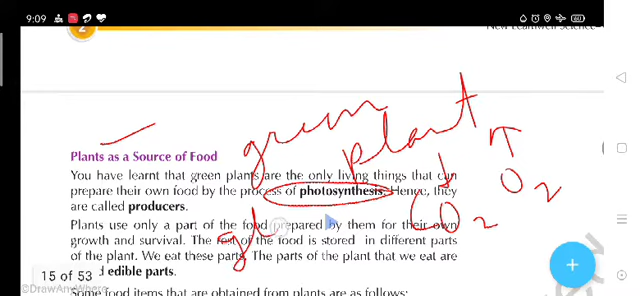 9:09
2
New Learnwell Science-
green
plant
Plants as a Source of Food
You have learnt that green plants are the only living things that can
prepare their own food by the process of photosynthesis. Hence, they
are called producers.
CO2 O2
gl
Plants use only a part of the food prepared by them for their own
growth and survival. The rest of the food is stored in different parts
of the plant. We eat these parts. The parts of the plant that we eat are
edible parts.
15 of 53
Some food items that are obtained from plants are as follows:
©DrawAnyWhere